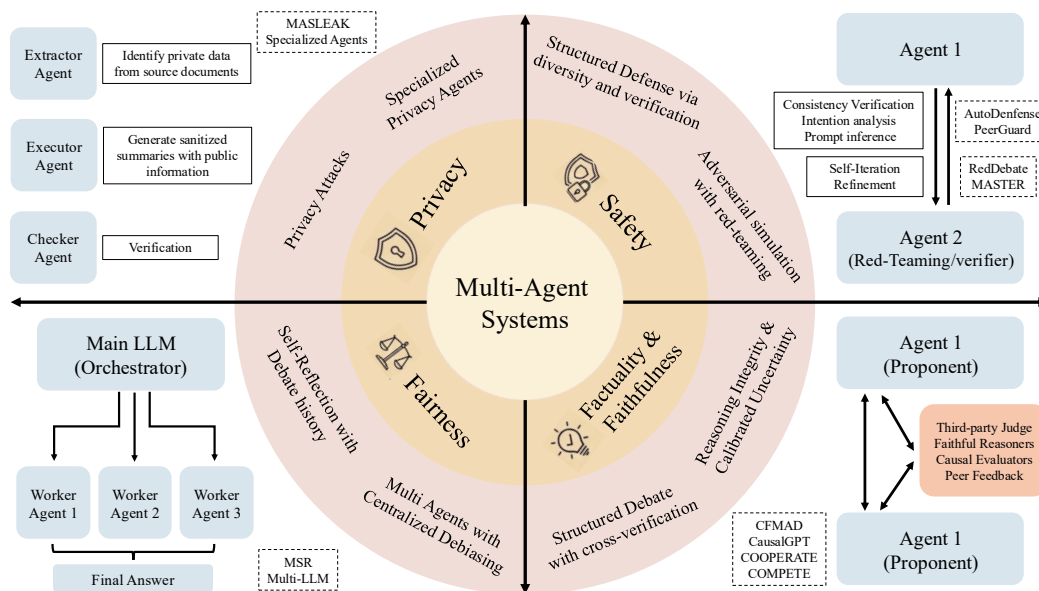 Extractor
Agent
Identify private data
from source documents
Executor
Agent
Generate sanitized
summaries with public
information
Checker
Agent
Verification
MASLEAK
Specialized Agents
Specialized
Privacy Agents
Privacy Attacks
Privacy
Structured Defense via
diversity and verification
Adversarial simulation
with red-teaming
Safety
Agent 1
Consistency Verification
Intention analysis
Prompt inference
AutoDenfense
PeerGuard
Self-Iteration
Refinement
RedDebate
MASTER
Agent 2
(Red-Teaming/verifier)
Multi-Agent
Systems
Main LLM
(Orchestrator)
Worker
Agent 1
Worker
Agent 2
Worker
Agent 3
Final Answer
Self-Reflection with
Debate history
Fairness
Multi Agents with
Centralized Debiasing
MSR
Multi-LLM
Factuality &
Faithfulness
Reasoning Integrity &
Calibrated Uncertainty
Structured Debate
with cross-verification
CFMAD
CausalGPT
COOPERATE
COMPETE
Agent 1
(Proponent)
Third-party Judge
Faithful Reasoners
Causal Evaluators
Peer Feedback
Agent 1
(Proponent)